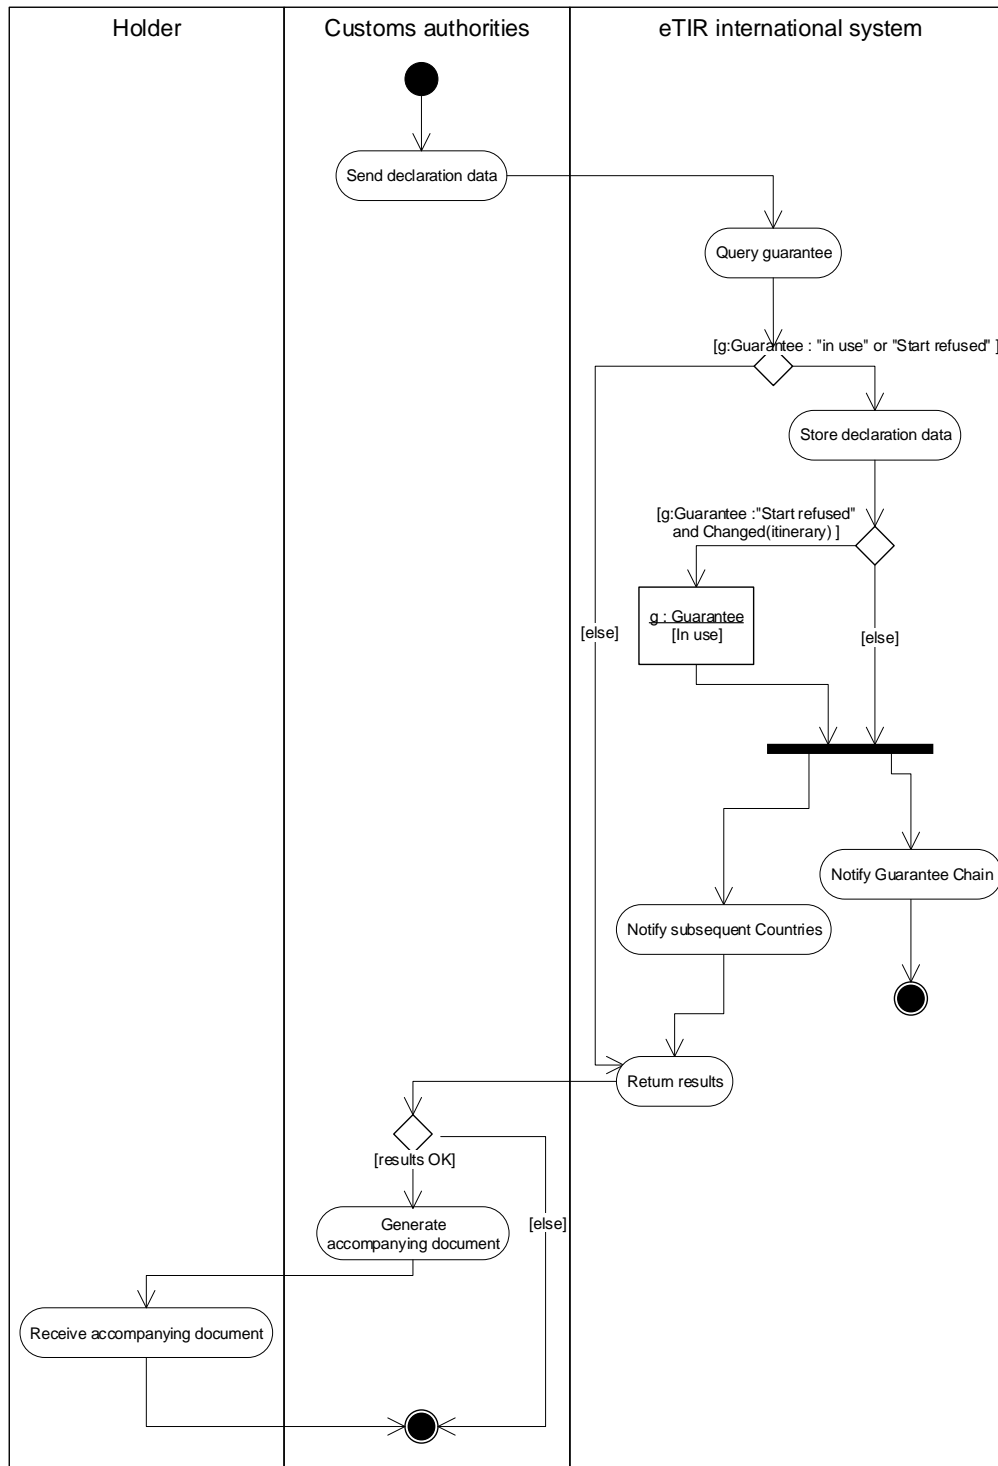 Holder
Customs authorities
eTIR international system
Send declaration data
Query guarantee
[g:Guarantee : "in use" or "Start refused" ]
Store declaration data
[g:Guarantee :"Start refused"
and Changed(itinerary) ]
g : Guarantee
[In use]
[else]
[else]
Notify Guarantee Chain
Notify subsequent Countries
Return results
[results OK]
Generate
accompanying document
[else]
Receive accompanying document